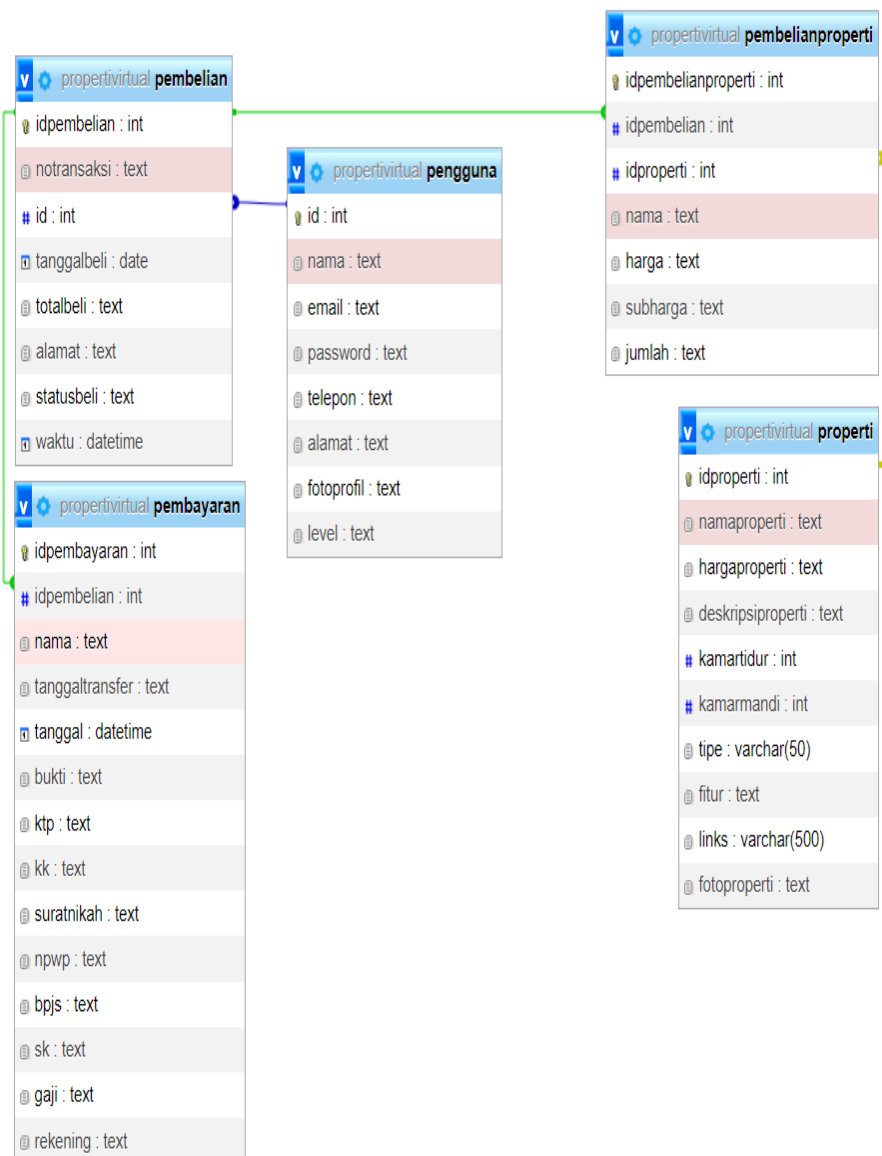 propertivirtual pembelian
idpembelian : int
notransaksi : text
id : int
tanggalbeli : date
totalbeli : text
alamat : text
statusbeli : text
waktu : datetime
propertivirtual pengguna
id : int
nama : text
email : text
password : text
telepon : text
alamat : text
fotoprofil : text
level : text
propertivirtual pembelianproperti
idpembelianproperti : int
idpembelian : int
idproperti : int
nama : text
harga : text
subharga : text
jumlah : text
propertivirtual pembayaran
idpembayaran : int
idpembelian : int
nama : text
tanggaltransfer : text
tanggal : datetime
bukti : text
ktp : text
kk : text
suratnikah : text
npwp : text
bpjs : text
sk : text
gaji : text
rekening : text
propertivirtual properti
idproperti : int
namaproperti : text
hargaproperti : text
deskripsiproperti : text
kamartidur : int
kamarmandi : int
tipe : varchar(50)
fitur : text
links : varchar(500)
fotoproperti : text